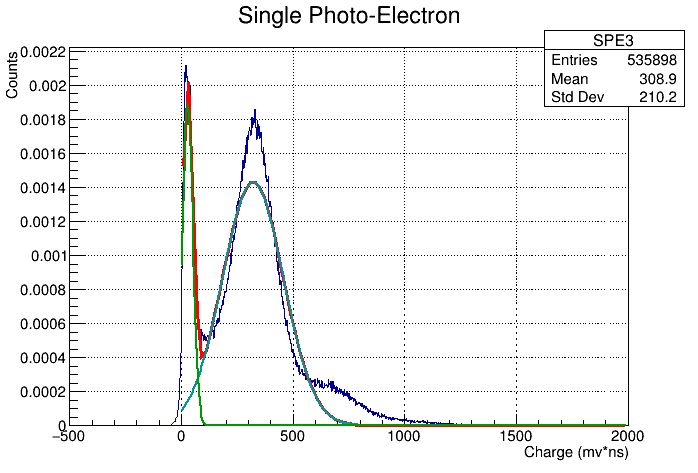 Single Photo-Electron
SPE3
Entries 535898
Mean 308.9
Std Dev 210.2
Counts
0.0022
0.002
0.0018
0.0016
0.0014
0.0012
0.001
0.0008
0.0006
0.0004
0.0002
0
−500 0 500 1000 1500 2000
Charge (mv*ns)